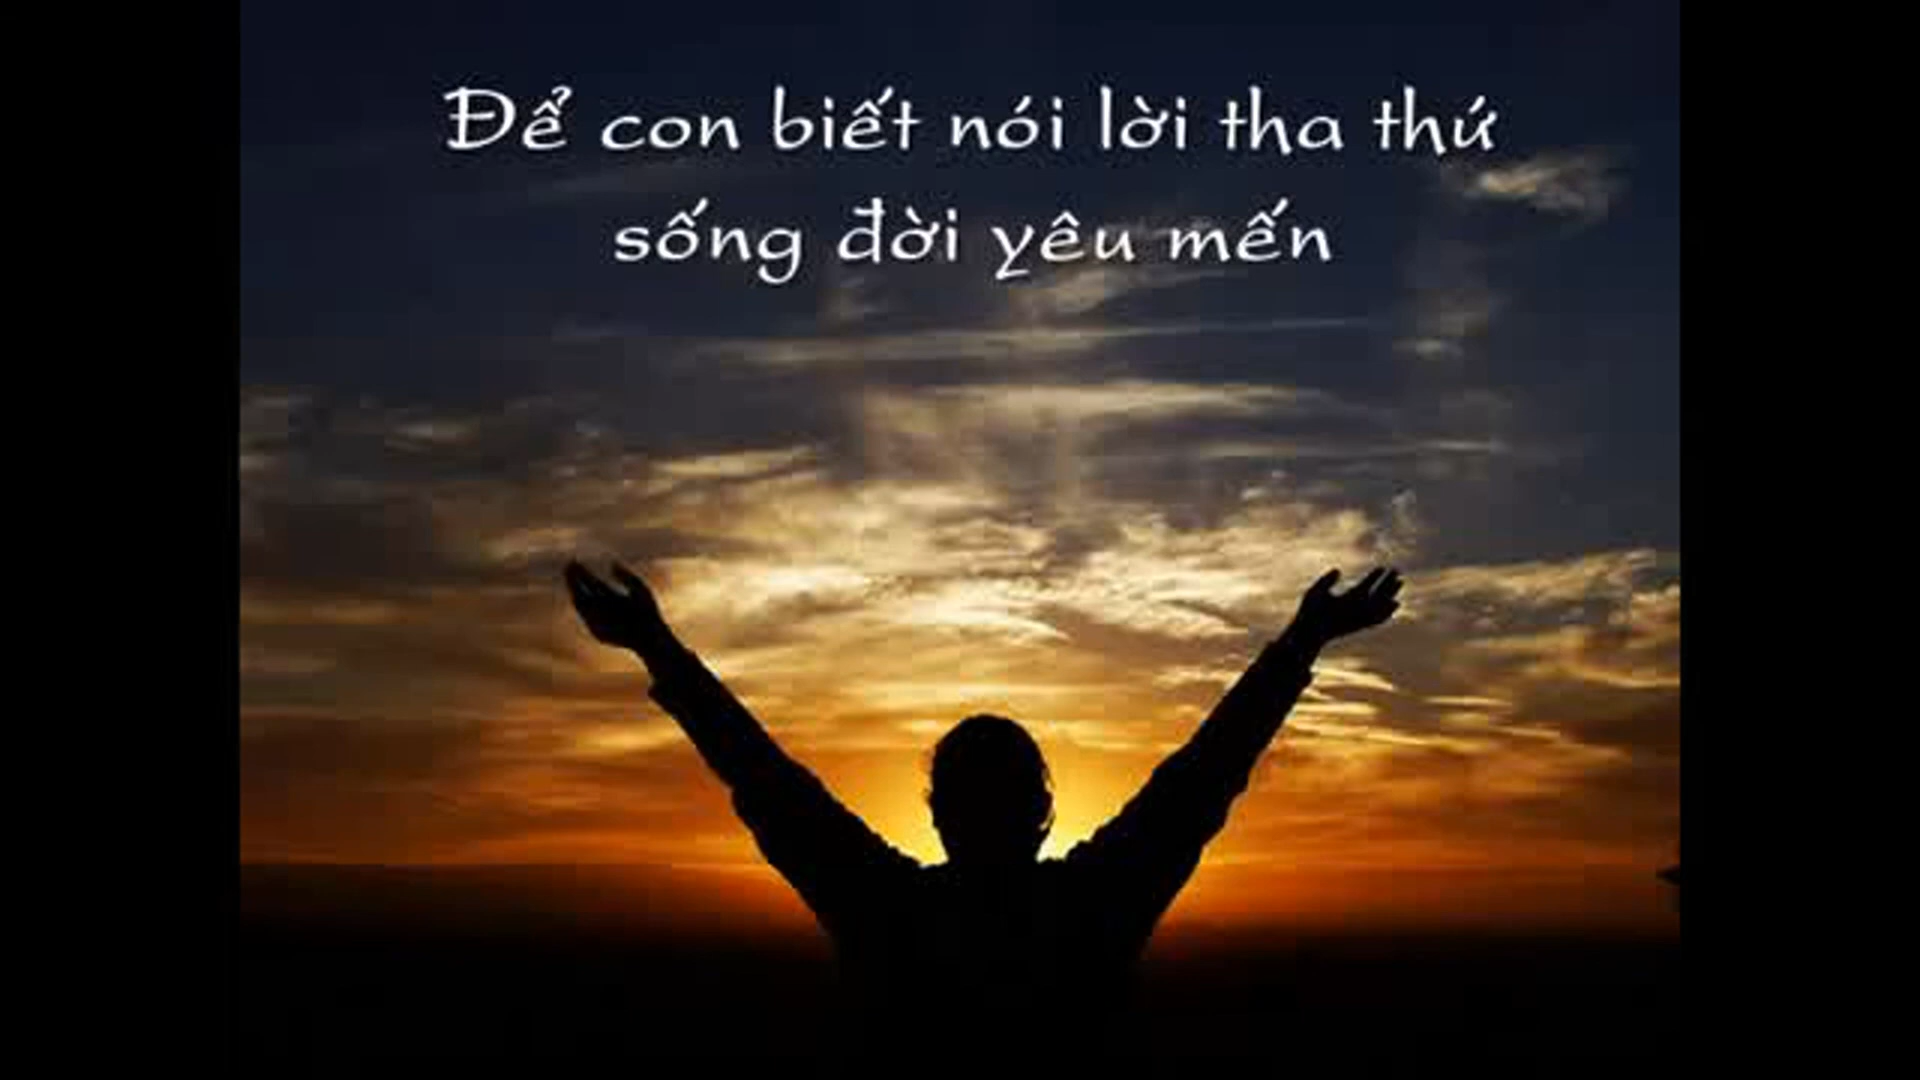 Để con biết nói lời tha thứ
sống đời yêu mến